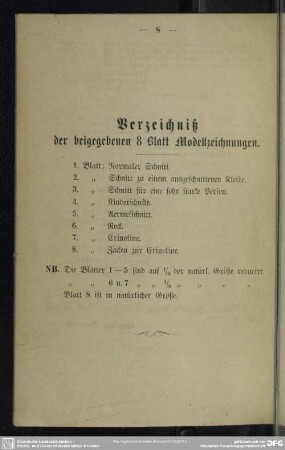 — 8 —
Verzeichniß
der beigegebenen 8 Blatt Modellzeichnungen.
1. Blatt: Normaler Schnitt
2. „ Schnitt zu einem ausgeschnittenen Kleide.
3. „ Schnitt für eine sehr starke Person.
4. „ Kinderschnitt.
5. „ Aermelschnitt.
6. „ Rock.
7. „ Crinoline.
8. „ Zacken zur Crinoline.
NB. Die Blätter 1—5 sind auf der natürl. Größe reducirt
„ „ 6 u. 7 „ „ „ „ „
Blatt 8 ist in natürlicher Größe.